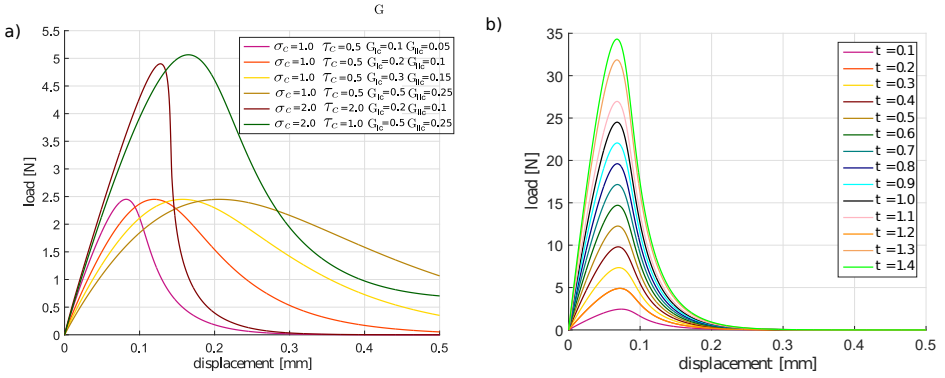 G
a)
5.5
5
4.5
4
3.5
3
2.5
2
1.5
1
0.5
0
load [N]
0 0.1 0.2 0.3 0.4 0.5
displacement [mm]
σC=1.0 τC=0.5 GIc=0.1 GIIc=0.05
σC=1.0 τC=0.5 GIc=0.2 GIIc=0.1
σC=1.0 τC=0.5 GIc=0.3 GIIc=0.15
σC=1.0 τC=0.5 GIc=0.5 GIIc=0.25
σC=2.0 τC=2.0 GIc=0.2 GIIc=0.1
σC=2.0 τC=1.0 GIc=0.5 GIIc=0.25
b)
35
30
25
20
15
10
5
0
load [N]
0 0.1 0.2 0.3 0.4 0.5
displacement [mm]
t =0.1
t =0.2
t =0.3
t =0.4
t =0.5
t =0.6
t =0.7
t =0.8
t =0.9
t =1.0
t =1.1
t =1.2
t =1.3
t =1.4